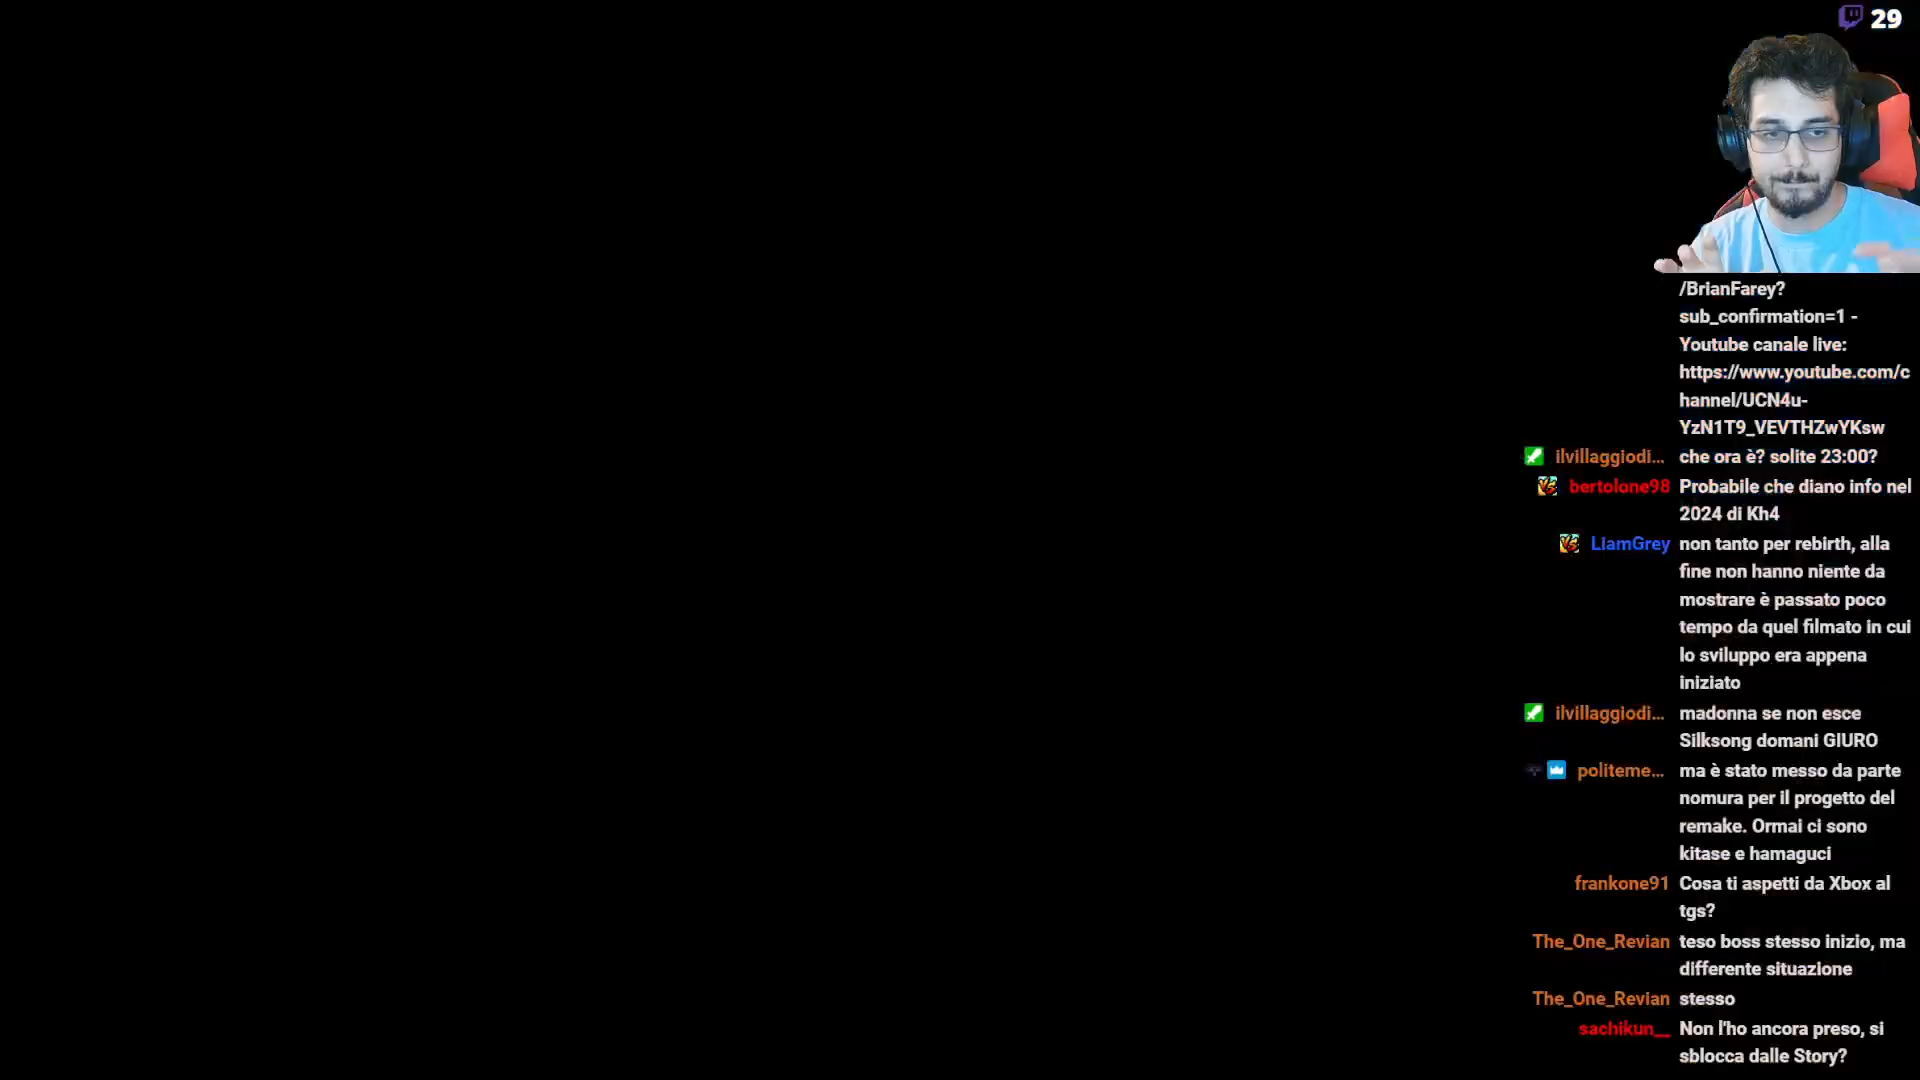 29
/BrianFarey?
sub_confirmation=1 -
Youtube canale live:
https://www.youtube.com/c
hannel/UCN4u-
YzN1T9_VEVTHZwYKsw
ilvillaggiodi... che ora è? solite 23:00?
bertolone98 Probabile che diano info nel
2024 di Kh4
LiamGrey non tanto per rebirth, alla
fine non hanno niente da
mostrare è passato poco
tempo da quel filmato in cui
lo sviluppo era appena
iniziato
ilvillaggiodi... madonna se non esce
Silksong domani GIURO
politeme... ma è stato messo da parte
nomura per il progetto del
remake. Ormai ci sono
kitase e hamaguci
frankone91 Cosa ti aspetti da Xbox al
tgs?
The_One_Revian teso boss stesso inizio, ma
differente situazione
The_One_Revian stesso
sachikun__ Non l'ho ancora preso, si
sblocca dalle Story?